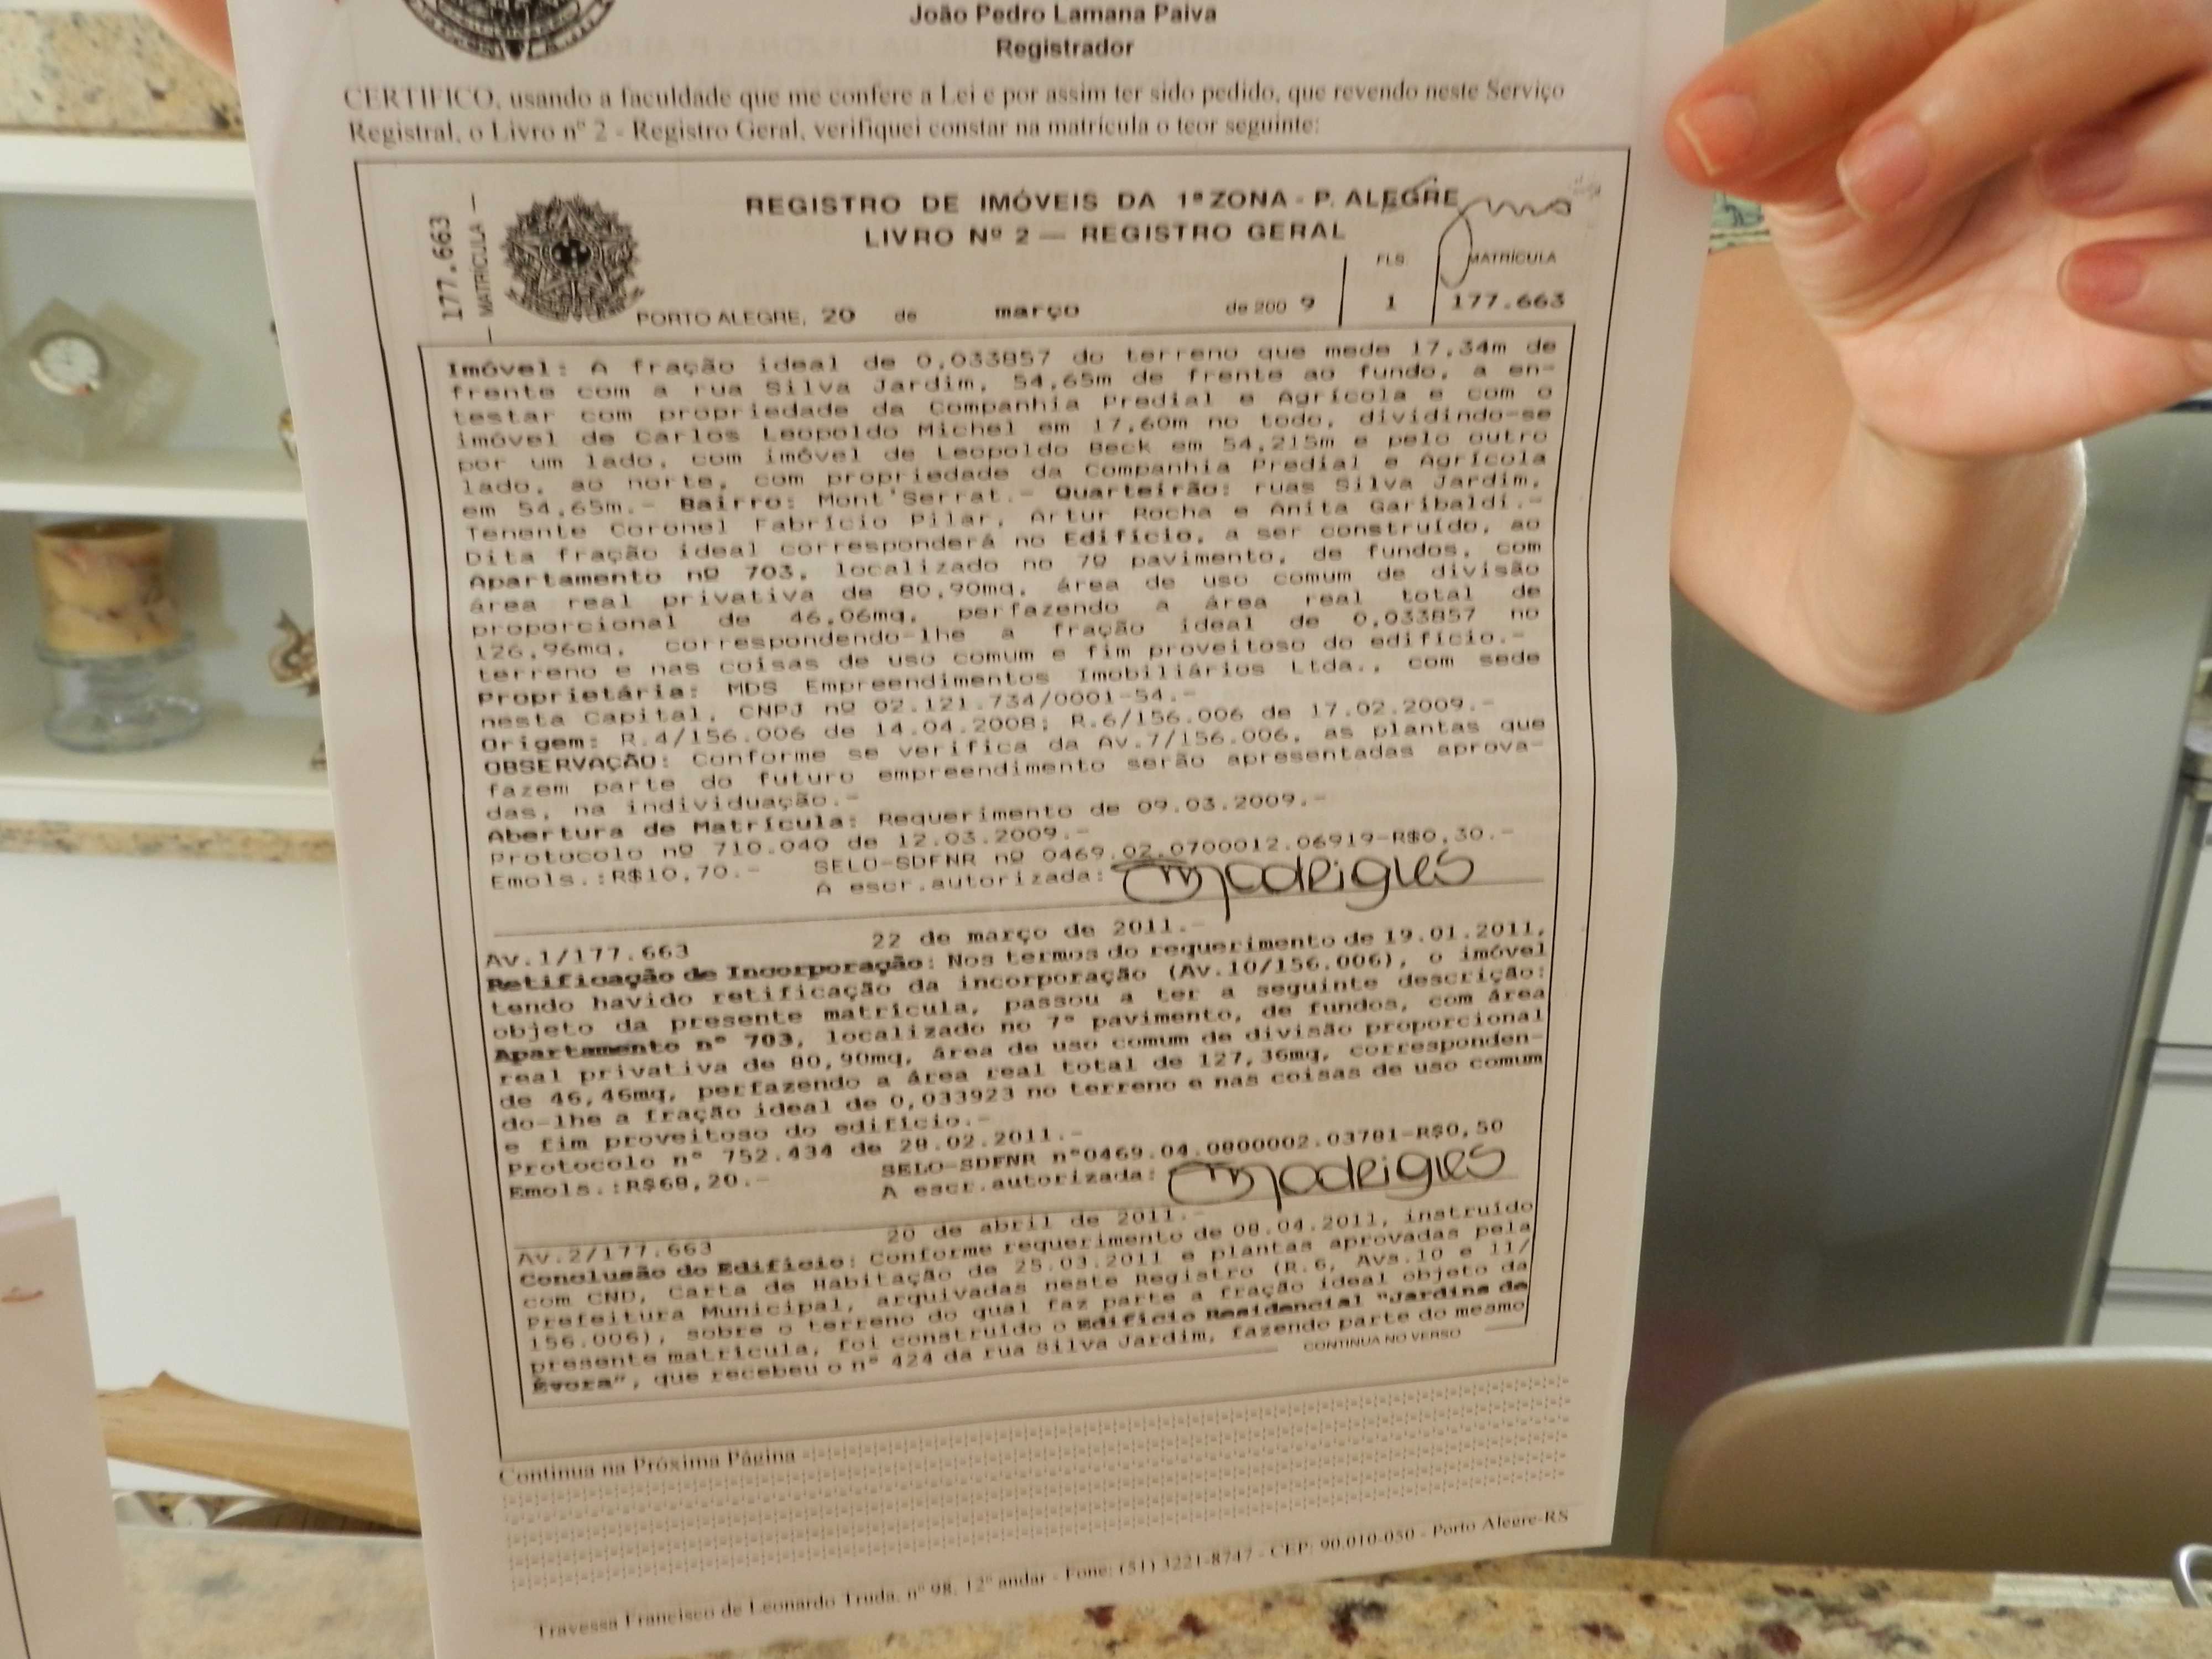 João Pedro Lamana Paiva
Registrador
CERTIFICO, usando a faculdade que me confere a Lei e por assim ter sido pedido, que revendo neste Serviço
Registral, o Livro nº 2 - Registro Geral, verifiquei constar na matrícula o teor seguinte:
177.663
— MATRÍCULA —
REGISTRO DE IMÓVEIS DA 1ª ZONA - P. ALEGRE
LIVRO Nº 2 — REGISTRO GERAL
FLS. MATRÍCULA
PORTO ALEGRE, 20 de março de 200 9 1 177.663
Imóvel: A fração ideal de 0,033857 do terreno que mede 17,34m de
frente com a rua Silva Jardim, 54,65m de frente ao fundo, a en-
testar com propriedade da Companhia Predial e Agrícola e com o
imóvel de Carlos Leopoldo Michel em 17,60m no todo, dividindo-se
por um lado, com imóvel de Leopoldo Beck em 54,215m e pelo outro
lado, ao norte, com propriedade da Companhia Predial e Agrícola
em 54,65m.- Bairro: Mont'Serrat.- Quarteirão: ruas Silva Jardim,
Tenente Coronel Fabrício Pilar, Artur Rocha e Anita Garibaldi.-
Dita fração ideal corresponderá no Edifício, a ser construído, ao
Apartamento nº 703, localizado no 7º pavimento, de fundos, com
área real privativa de 80,90mq, área de uso comum de divisão
proporcional de 46,06mq, perfazendo a área real total de
126,96mq, correspondendo-lhe a fração ideal de 0,033857 no
terreno e nas coisas de uso comum e fim proveitoso do edifício.-
Proprietária: MDS Empreendimentos Imobiliários Ltda., com sede
nesta Capital, CNPJ nº 02.121.734/0001-54.-
Origem: R.4/156.006 de 14.04.2008; R.6/156.006 de 17.02.2009.-
OBSERVAÇÃO: Conforme se verifica da Av.7/156.006, as plantas que
fazem parte do futuro empreendimento serão apresentadas aprova-
das, na individuação.-
Abertura de Matrícula: Requerimento de 09.03.2009.-
Protocolo nº 710.040 de 12.03.2009.-
Emols.:R$10,70.- SELO-SDFNR nº 0469.02.0700012.06919-R$0,30.-
A escr.autorizada: Rodrigues
Av.1/177.663 22 de março de 2011.-
Retificação de Incorporação: Nos termos do requerimento de 19.01.2011,
tendo havido retificação da incorporação (Av.10/156.006), o imóvel
objeto da presente matrícula, passou a ter a seguinte descrição:
Apartamento n° 703, localizado no 7° pavimento, de fundos, com área
real privativa de 80,90mq, área de uso comum de divisão proporcional
de 46,46mq, perfazendo a área real total de 127,36mq, corresponden-
do-lhe a fração ideal de 0,033923 no terreno e nas coisas de uso comum
e fim proveitoso do edifício.-
Protocolo n° 752.434 de 28.02.2011.-
Emols.:R$68,20.- SELO-SDFNR n°0469.04.0800002.03781-R$0,50
A escr.autorizada: Rodrigues
Av.2/177.663 20 de abril de 2011.-
Conclusão do Edifício: Conforme requerimento de 08.04.2011, instruído
com CND, Carta de Habitação de 25.03.2011 e plantas aprovadas pela
Prefeitura Municipal, arquivadas neste Registro (R.6, Avs.10 e 11/
156.006), sobre o terreno do qual faz parte a fração ideal objeto da
presente matrícula, foi construído o Edifício Residencial "Jardins de
Évora", que recebeu o n° 424 da rua Silva Jardim, fazendo parte do mesmo
CONTINUA NO VERSO
Continua na Próxima Página
Travessa Francisco de Leonardo Truda, nº 98, 12º andar - Fone: (51) 3221-8747 - CEP: 90.010-050 - Porto Alegre-RS